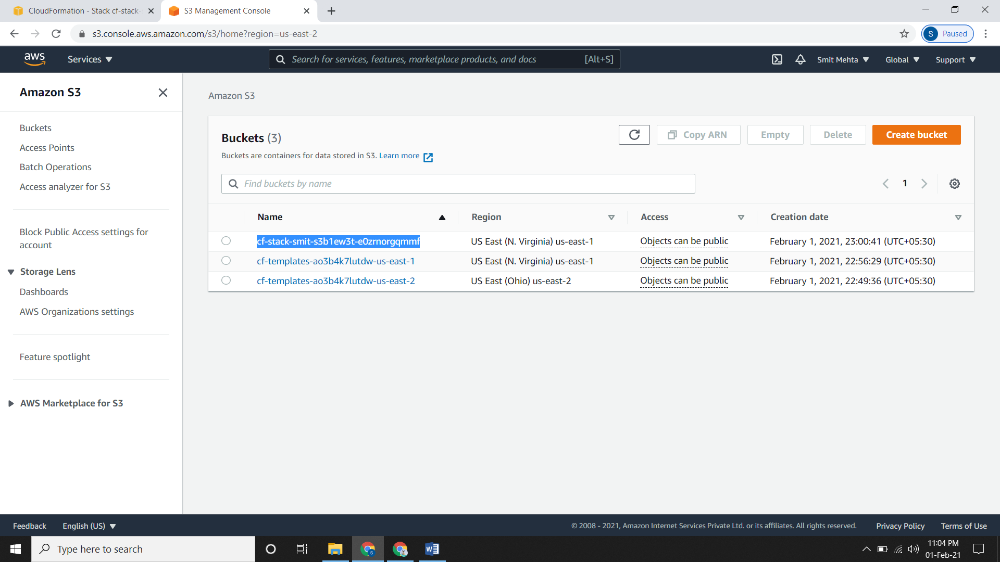 CloudFormation - Stack cf-stack-
S3 Management Console
s3.console.aws.amazon.com/s3/home?region=us-east-2
S Paused
aws
Services
Search for services, features, marketplace products, and docs [Alt+S]
Smit Mehta
Global
Support
Amazon S3
Buckets
Access Points
Batch Operations
Access analyzer for S3
Block Public Access settings for
account
Storage Lens
Dashboards
AWS Organizations settings
Feature spotlight
AWS Marketplace for S3
Amazon S3
Buckets (3)
Copy ARN
Empty
Delete
Create bucket
Buckets are containers for data stored in S3. Learn more
Find buckets by name
1
Name Region Access Creation date
cf-stack-smit-s3b1ew3t-e0zrnorgqmmf US East (N. Virginia) us-east-1 Objects can be public February 1, 2021, 23:00:41 (UTC+05:30)
cf-templates-ao3b4k7lutdw-us-east-1 US East (N. Virginia) us-east-1 Objects can be public February 1, 2021, 22:56:29 (UTC+05:30)
cf-templates-ao3b4k7lutdw-us-east-2 US East (Ohio) us-east-2 Objects can be public February 1, 2021, 22:49:36 (UTC+05:30)
Feedback
English (US)
© 2008 - 2021, Amazon Internet Services Private Ltd. or its affiliates. All rights reserved.
Privacy Policy
Terms of Use
Type here to search
11:04 PM
01-Feb-21